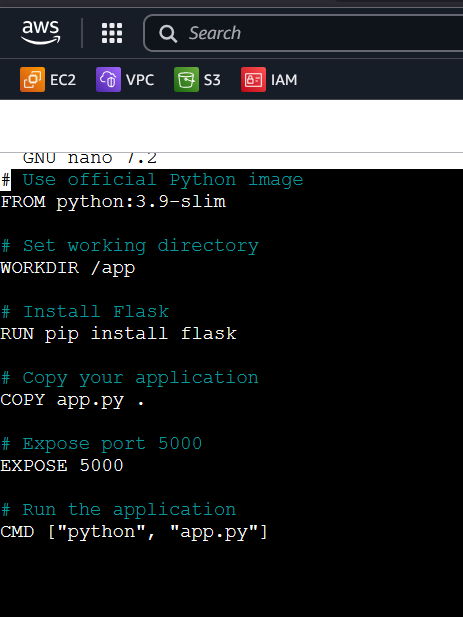 aws
Search
EC2 VPC S3 IAM
GNU nano 7.2
# Use official Python image
FROM python:3.9-slim
# Set working directory
WORKDIR /app
# Install Flask
RUN pip install flask
# Copy your application
COPY app.py .
# Expose port 5000
EXPOSE 5000
# Run the application
CMD ["python", "app.py"]